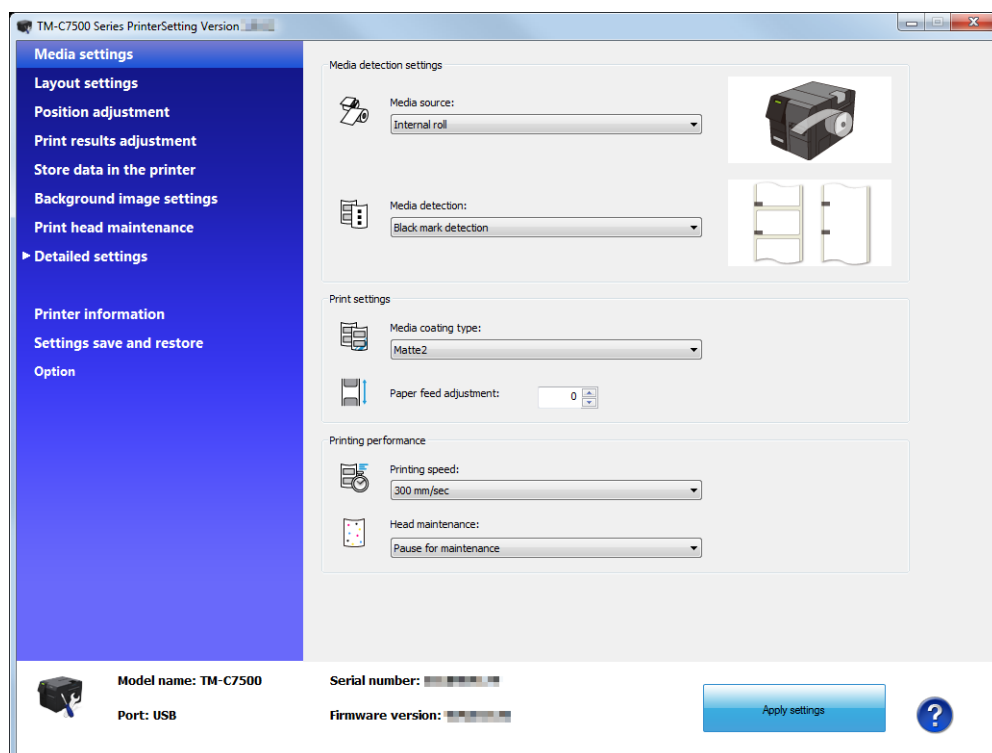 TM-C7500 Series PrinterSetting Version
Media settings
Layout settings
Position adjustment
Print results adjustment
Store data in the printer
Background image settings
Print head maintenance
Detailed settings
Printer information
Settings save and restore
Option
Media detection settings
Media source:
Internal roll
Media detection:
Black mark detection
Print settings
Media coating type:
Matte2
Paper feed adjustment:
0
Printing performance
Printing speed:
300 mm/sec
Head maintenance:
Pause for maintenance
Model name: TM-C7500
Serial number:
Port: USB
Firmware version:
Apply settings
?